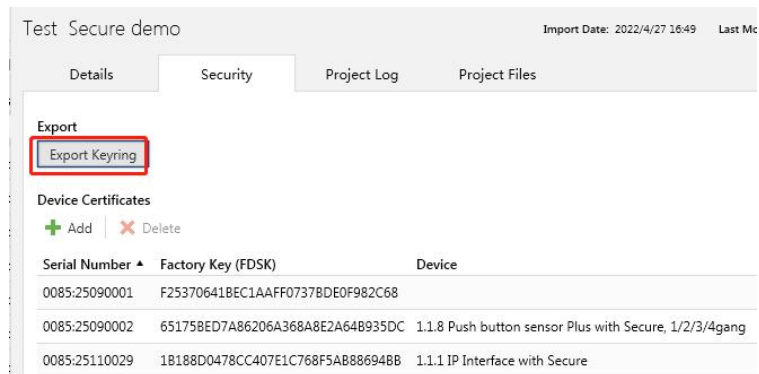 Test Secure demo Import Date: 2022/4/27 16:49 Last Mo
Details Security Project Log Project Files
Export
Export Keyring
Device Certificates
Add Delete
Serial Number Factory Key (FDSK) Device
0085:25090001 F25370641BEC1AAFF0737BDE0F982C68
0085:25090002 65175BED7A86206A368A8E2A64B935DC 1.1.8 Push button sensor Plus with Secure, 1/2/3/4gang
0085:25110029 1B188D0478CC407E1C768F5AB88694BB 1.1.1 IP Interface with Secure